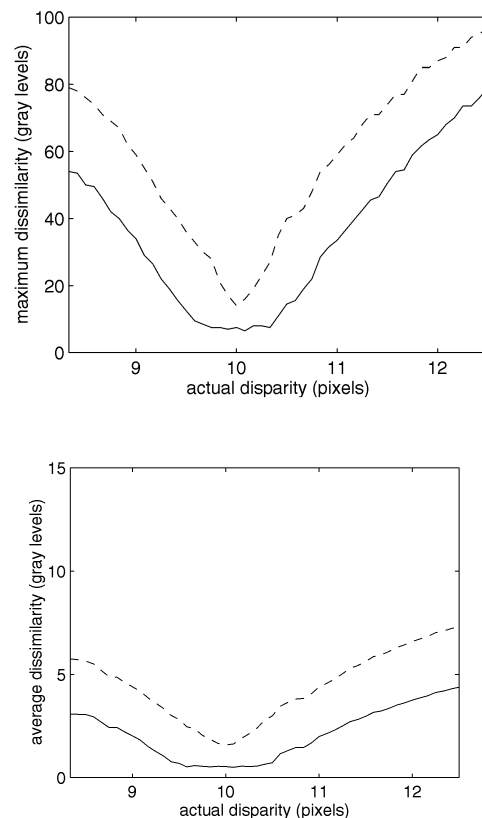 100
80
60
40
20
0
maximum dissimilarity (gray levels)
9 10 11 12
actual disparity (pixels)
15
10
5
0
average dissimilarity (gray levels)
9 10 11 12
actual disparity (pixels)